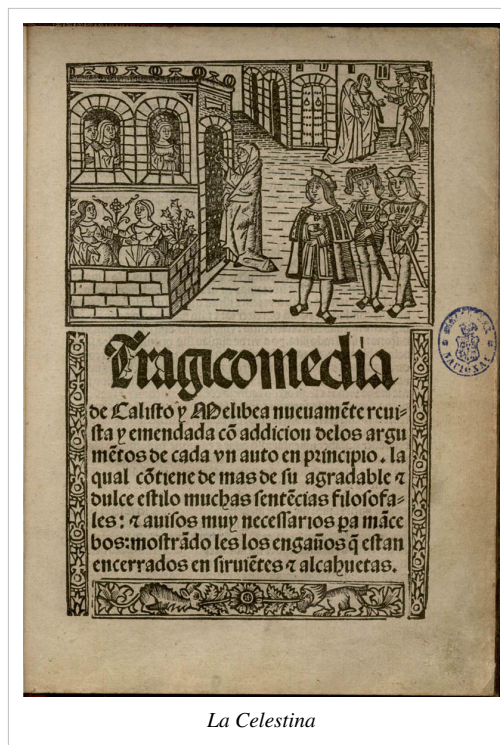 Tragicomedia
de Calisto y Melibea nueuamẽte reui-
sta y emendada cõ addiciou delos argu
mẽtos de cada vn auto en principio. la
qual cõtiene de mas de su agradable ⁊
dulce estilo muchas sentẽcias filosofa-
les: ⁊ auisos muy necessarios ꝑa mãce
bos: mostrãdo les los engaños q̃ estan
encerrados en siruiẽtes ⁊ alcahuetas.
La Celestina